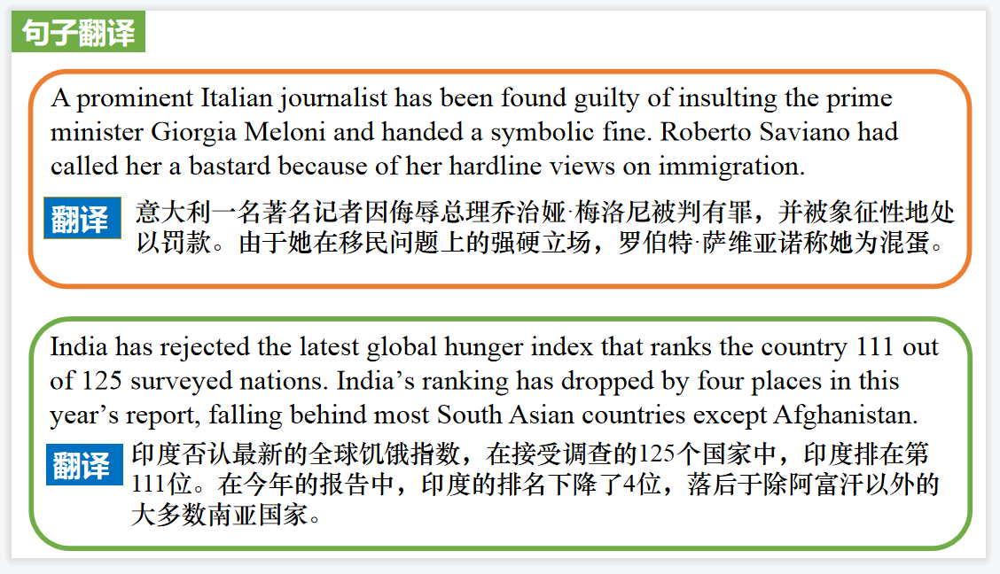 句子翻译
A prominent Italian journalist has been found guilty of insulting the prime
minister Giorgia Meloni and handed a symbolic fine. Roberto Saviano had
called her a bastard because of her hardline views on immigration.
翻译
意大利一名著名记者因侮辱总理乔治娅·梅洛尼被判有罪，并被象征性地处
以罚款。由于她在移民问题上的强硬立场，罗伯特·萨维亚诺称她为混蛋。
India has rejected the latest global hunger index that ranks the country 111 out
of 125 surveyed nations. India’s ranking has dropped by four places in this
year’s report, falling behind most South Asian countries except Afghanistan.
翻译
印度否认最新的全球饥饿指数，在接受调查的125个国家中，印度排在第
111位。在今年的报告中，印度的排名下降了4位，落后于除阿富汗以外的
大多数南亚国家。